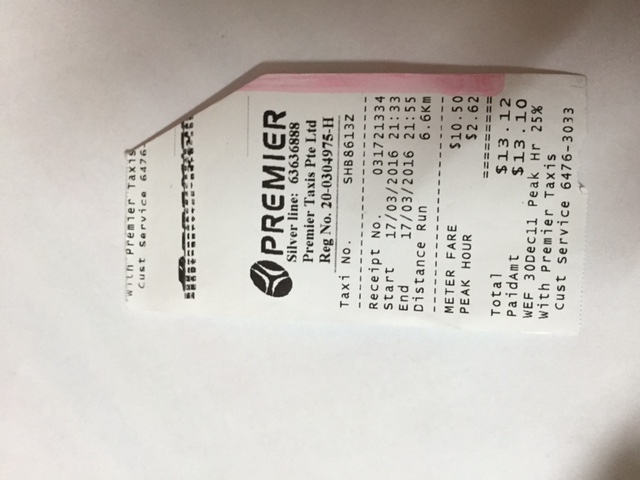 With Premier Taxis
Cust Service 6476-
PREMIER
Silver line: 63636888
Premier Taxis Pte Ltd
Reg No. 20-0304975-H
Taxi No. SHB8613Z
Receipt No. 031721334
Start 17/03/2016 21:33
End 17/03/2016 21:55
Distance Run 6.6Km
METER FARE $10.50
PEAK HOUR $2.62
=========
Total $13.12
PaidAmt $13.10
WEF 30Dec11 Peak Hr 25%
With Premier Taxis
Cust Service 6476-3033